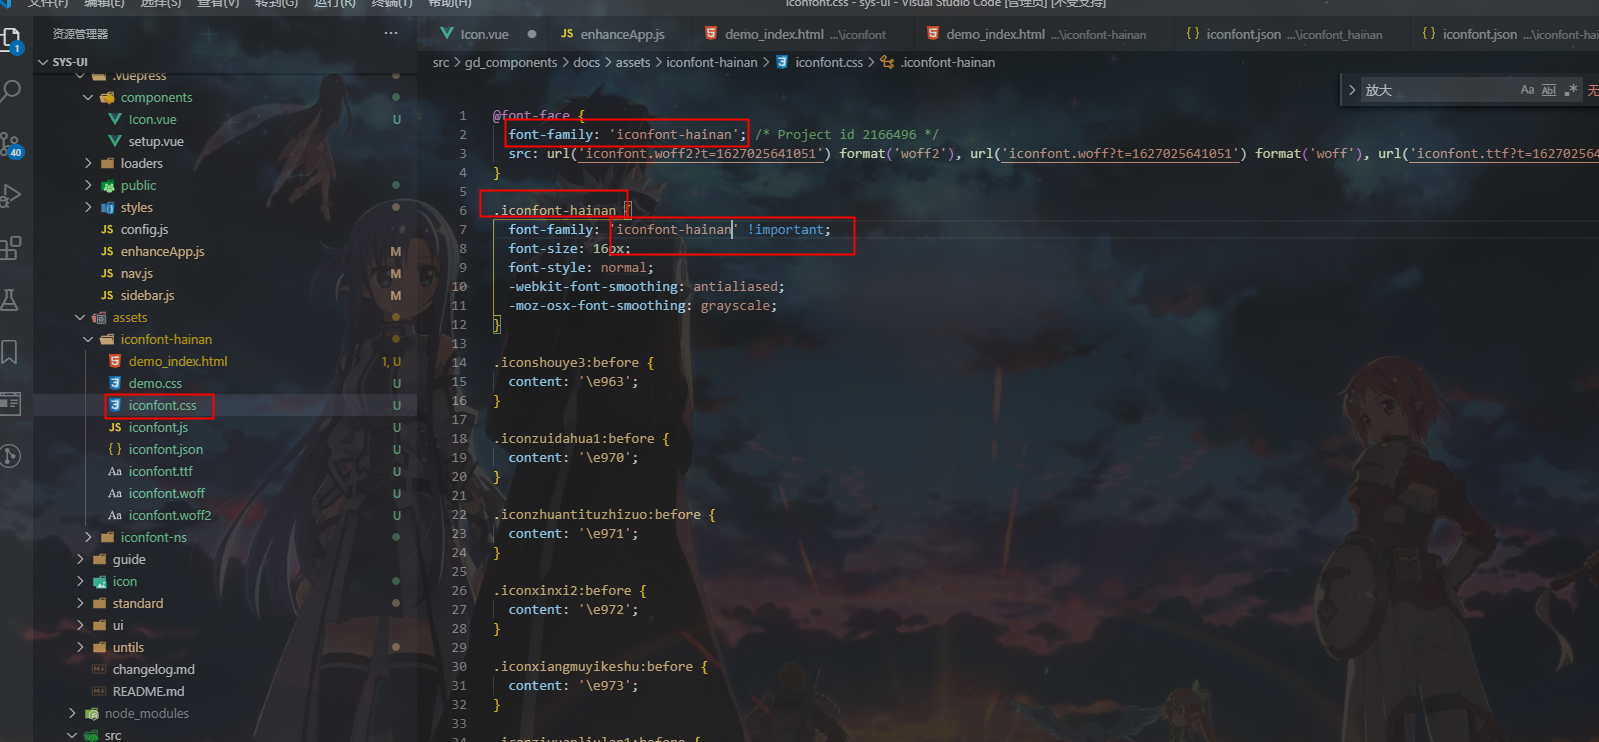 文件(F) 编辑(E) 选择(S) 查看(V) 转到(G) 运行(R) 终端(T) 帮助(H) iconfont.css - sys-ui - Visual Studio Code [管理员] [不受支持]
资源管理器 ···
Icon.vue ● JS enhanceApp.js demo_index.html ...\iconfont demo_index.html ...\iconfont-hainan { } iconfont.json ...\iconfont_hainan { } iconfont.json ...\iconfont-hai
1
SYS-UI
src > gd_components > docs > assets > iconfont-hainan > iconfont.css > .iconfont-hainan
.vuepress
components
Icon.vue U
setup.vue
40
loaders
public
styles
JS config.js
JS enhanceApp.js M
JS nav.js M
JS sidebar.js M
assets
iconfont-hainan
demo_index.html 1, U
demo.css U
iconfont.css U
JS iconfont.js U
{ } iconfont.json U
Aa iconfont.ttf U
Aa iconfont.woff U
Aa iconfont.woff2 U
iconfont-ns
guide
icon
standard
ui
untils
changelog.md
README.md
node_modules
src
放大 Aa Abl .* 无
1 @font-face {
2 font-family: 'iconfont-hainan'; /* Project id 2166496 */
3 src: url('iconfont.woff2?t=1627025641051') format('woff2'), url('iconfont.woff?t=1627025641051') format('woff'), url('iconfont.ttf?t=162702564
4 }
5
6 .iconfont-hainan {
7 font-family: 'iconfont-hainan' !important;
8 font-size: 16px;
9 font-style: normal;
10 -webkit-font-smoothing: antialiased;
11 -moz-osx-font-smoothing: grayscale;
12 }
13
14 .iconshouye3:before {
15 content: '\e963';
16 }
17
18 .iconzuidahua1:before {
19 content: '\e970';
20 }
21
22 .iconzhuantituzhizuo:before {
23 content: '\e971';
24 }
25
26 .iconxinxi2:before {
27 content: '\e972';
28 }
29
30 .iconxiangmuyikeshu:before {
31 content: '\e973';
32 }
33